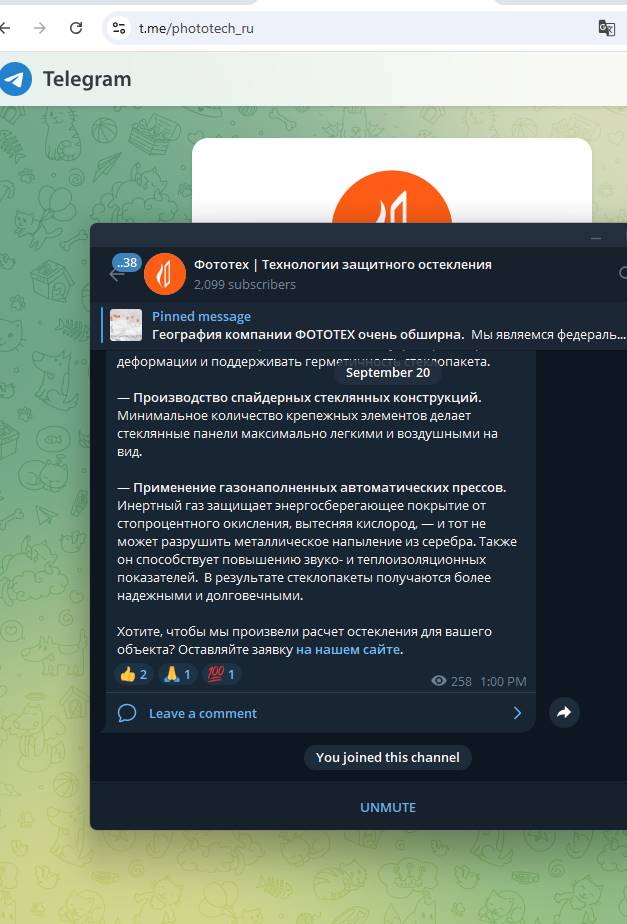 t.me/phototech_ru
Telegram
..38
Фототех | Технологии защитного остекления
2,099 subscribers
Pinned message
География компании ФОТОТЕХ очень обширна. Мы являемся федераль...
деформации и поддерживать герметичность стеклопакета.
September 20
— Производство спайдерных стеклянных конструкций.
Минимальное количество крепежных элементов делает
стеклянные панели максимально легкими и воздушными на
вид.
— Применение газонаполненных автоматических прессов.
Инертный газ защищает энергосберегающее покрытие от
стопроцентного окисления, вытесняя кислород, — и тот не
может разрушить металлическое напыление из серебра. Также
он способствует повышению звуко- и теплоизоляционных
показателей. В результате стеклопакеты получаются более
надежными и долговечными.
Хотите, чтобы мы произвели расчет остекления для вашего
объекта? Оставляйте заявку на нашем сайте.
👍 2 🙏 1 💯 1
258 1:00 PM
Leave a comment
You joined this channel
UNMUTE